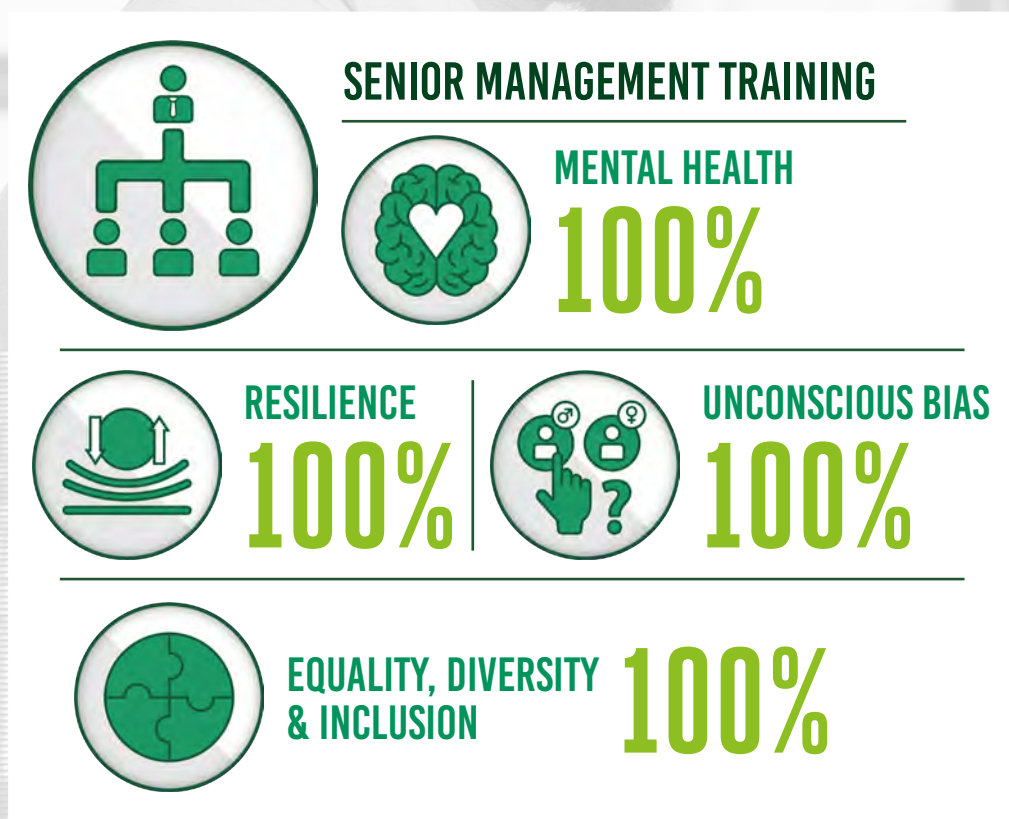 SENIOR MANAGEMENT TRAINING
MENTAL HEALTH
100%
RESILIENCE
100%
UNCONSCIOUS BIAS
100%
?
EQUALITY, DIVERSITY
& INCLUSION
100%